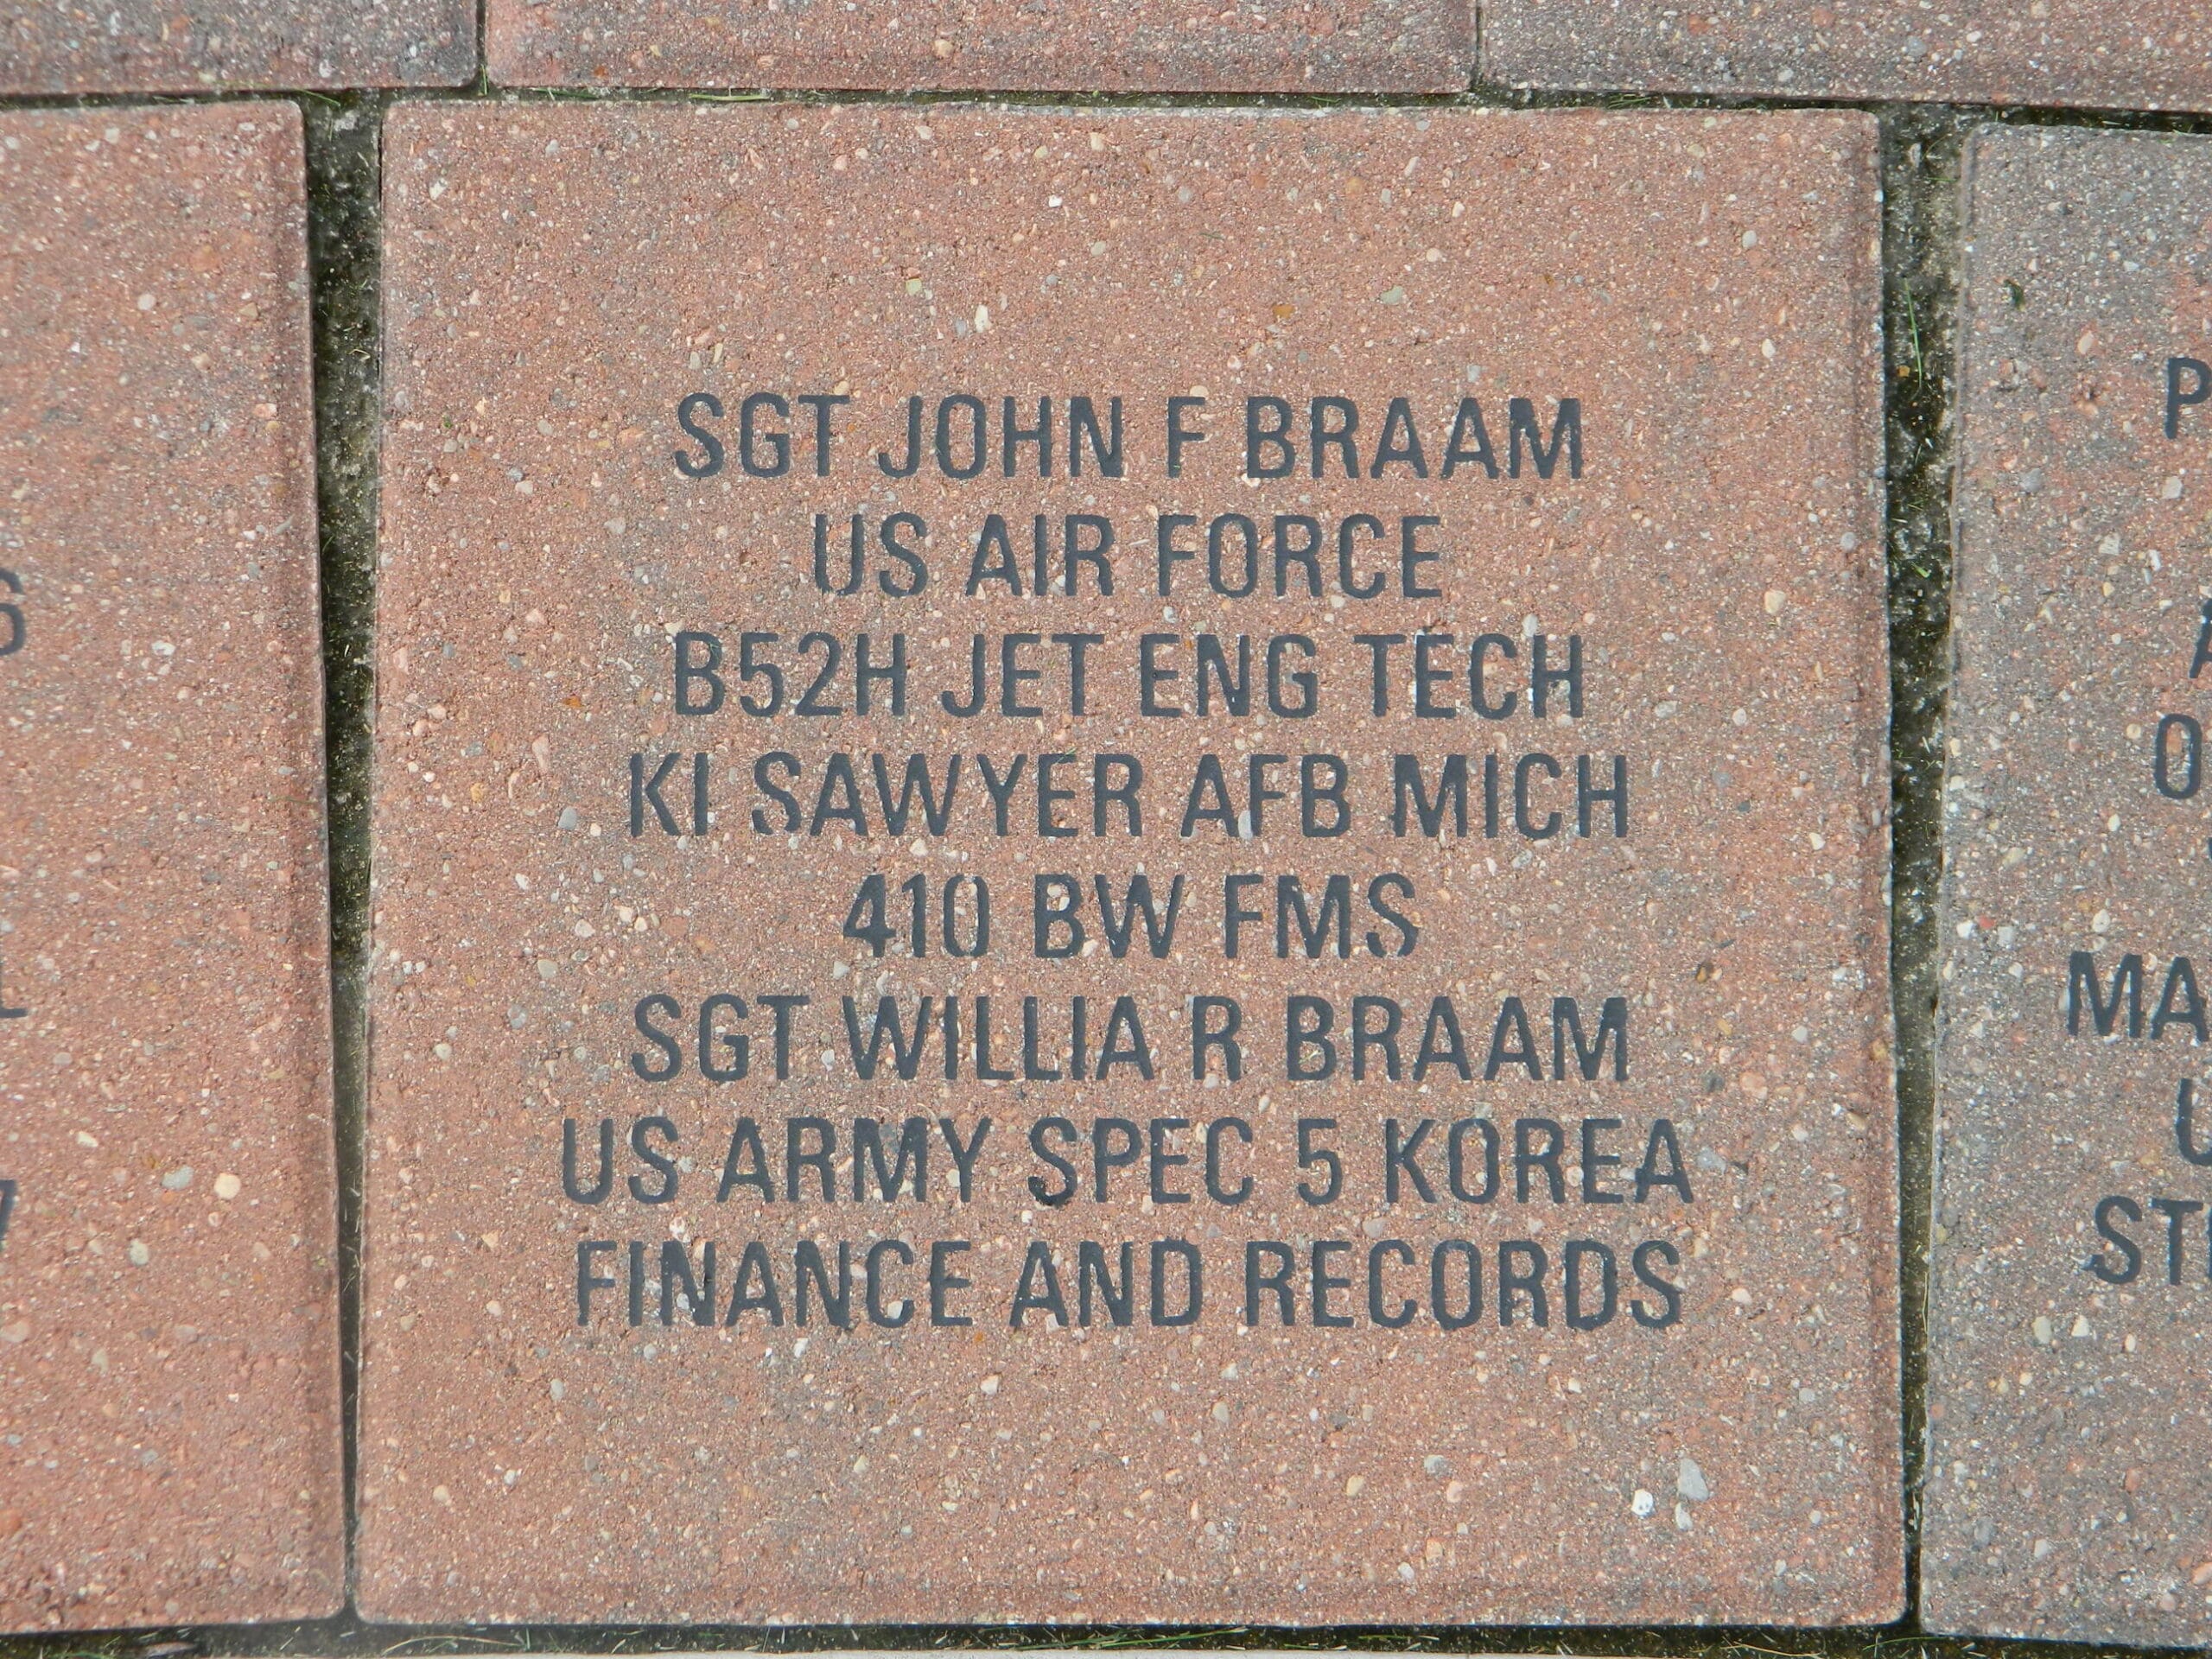 SGT JOHN F BRAAM
US AIR FORCE
B52H JET ENG TECH
KI SAWYER AFB MICH
410 BW FMS
SGT WILLIA R BRAAM
US ARMY SPEC 5 KOREA
FINANCE AND RECORDS